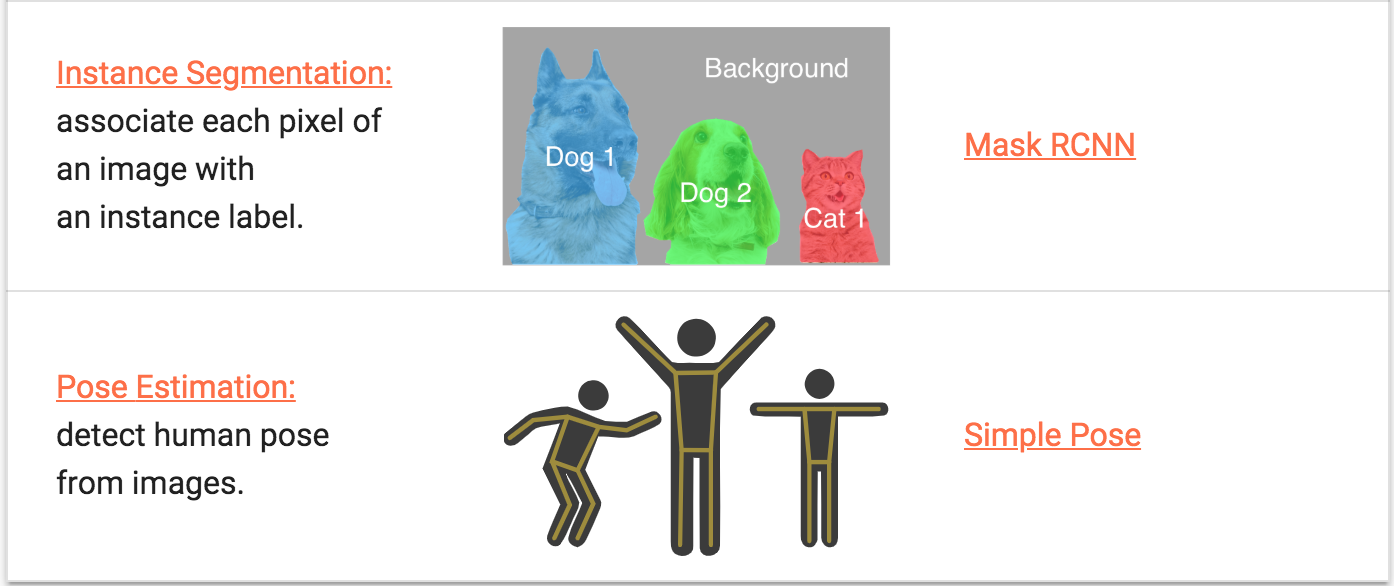 Instance Segmentation:
associate each pixel of
an image with
an instance label.
Background
Dog 1
Dog 2
Cat 1
Mask RCNN
Pose Estimation:
detect human pose
from images.
Simple Pose